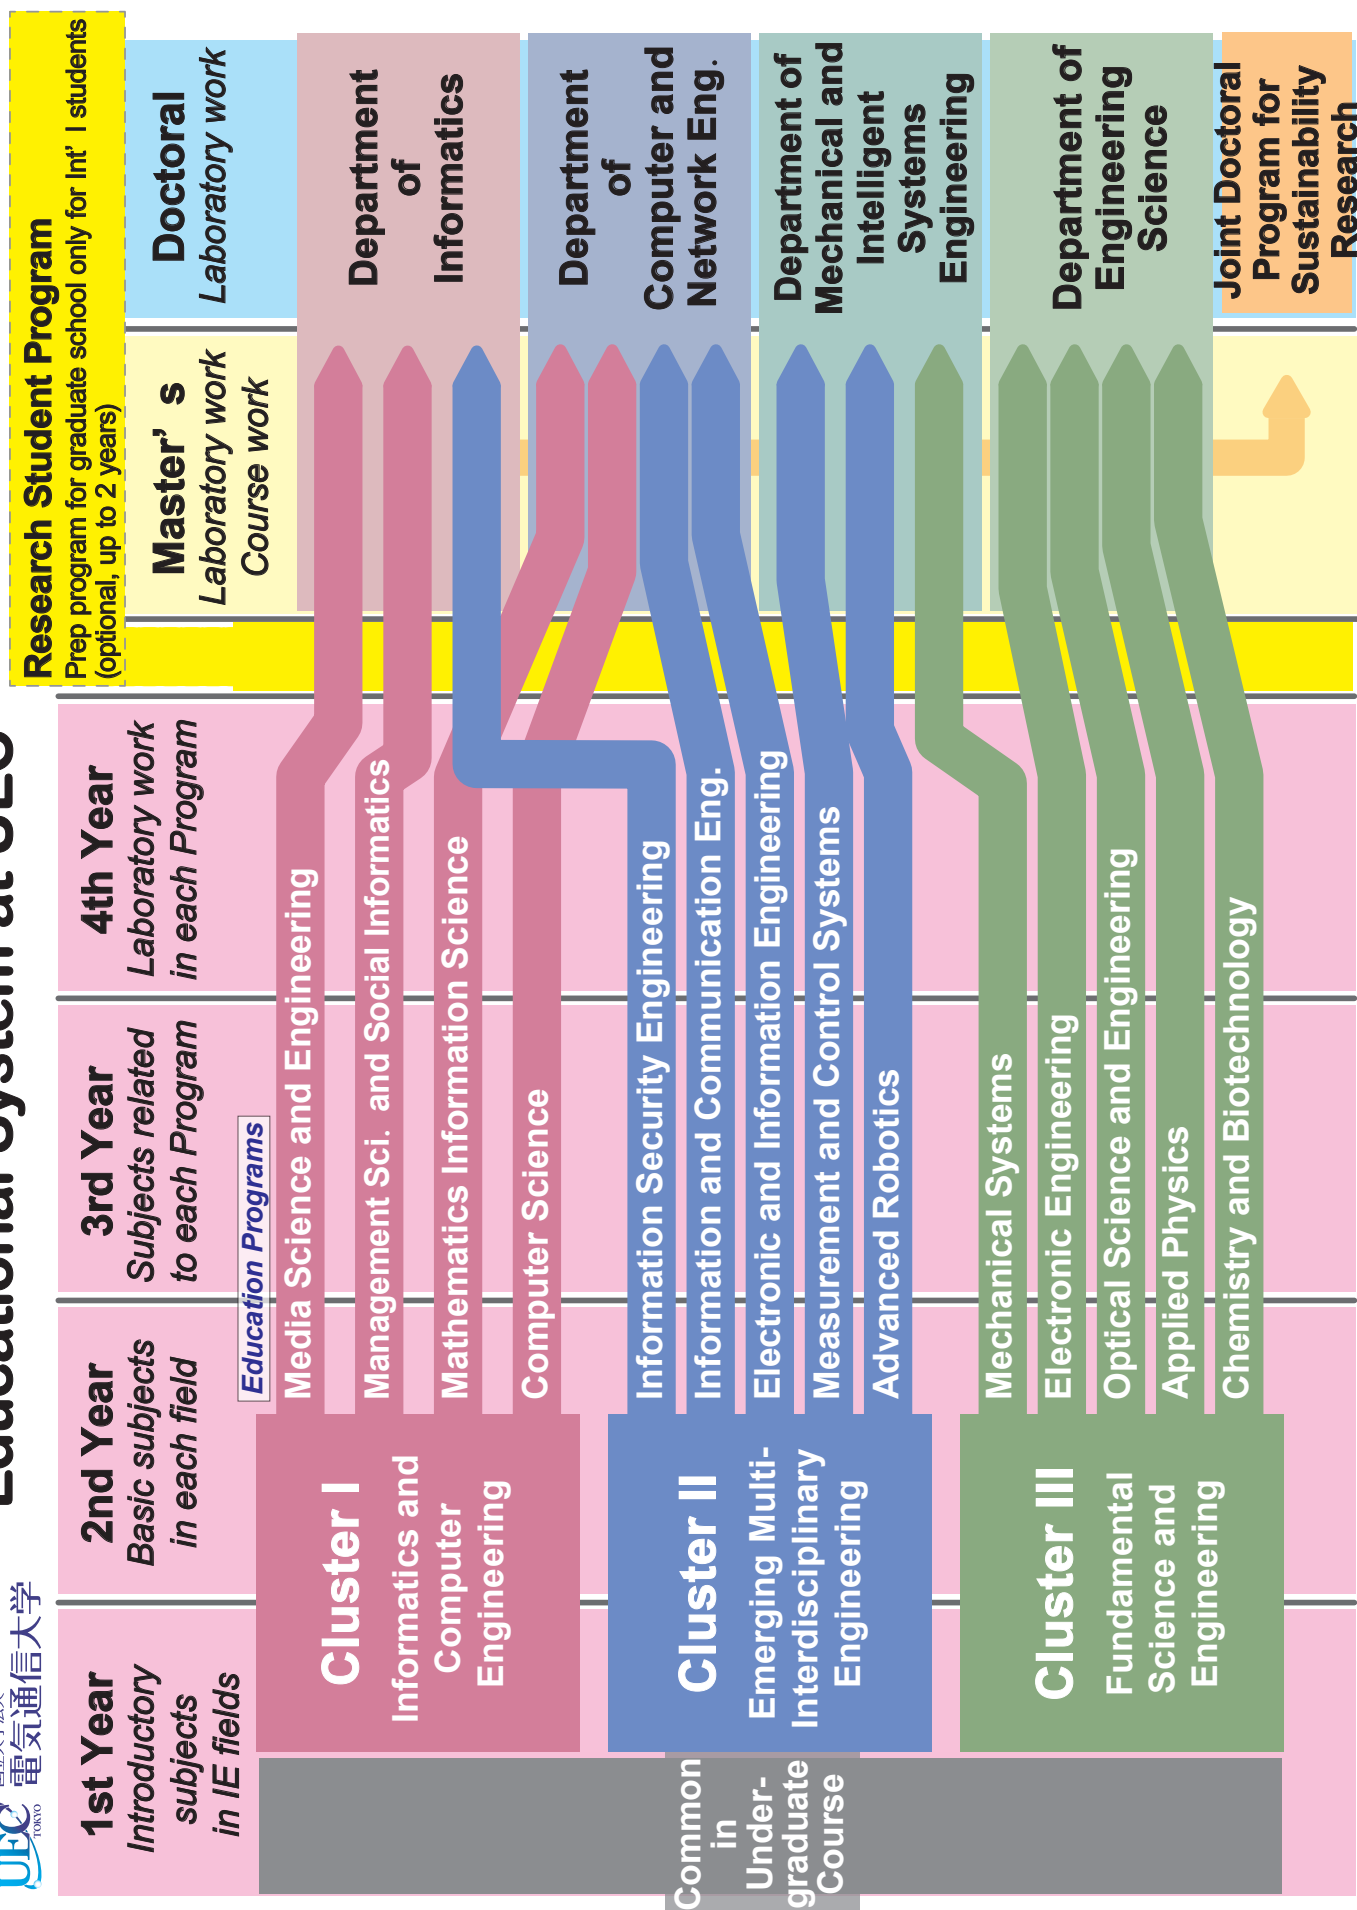 電気通信大学
UEC
TOKYO
Educational System at UEC
Research Student Program
Prep program for graduate school only for Int' l students
(optional, up to 2 years)
1st Year
Introductory
subjects
in IE fields
2nd Year
Basic subjects
in each field
3rd Year
Subjects related
to each Program
4th Year
Laboratory work
in each Program
Master' s
Laboratory work
Course work
Doctoral
Laboratory work
Education Programs
Common
in
Under-
graduate
Course
Cluster I
Informatics and
Computer
Engineering
Media Science and Engineering
Management Sci. and Social Informatics
Mathematics Information Science
Computer Science
Cluster II
Emerging Multi-
Interdisciplinary
Engineering
Information Security Engineering
Information and Communication Eng.
Electronic and Information Engineering
Measurement and Control Systems
Advanced Robotics
Cluster III
Fundamental
Science and
Engineering
Mechanical Systems
Electronic Engineering
Optical Science and Engineering
Applied Physics
Chemistry and Biotechnology
Department
of
Informatics
Department
of
Computer and
Network Eng.
Department of
Mechanical and
Intelligent
Systems
Engineering
Department of
Engineering
Science
Joint Doctoral
Program for
Sustainability
Research